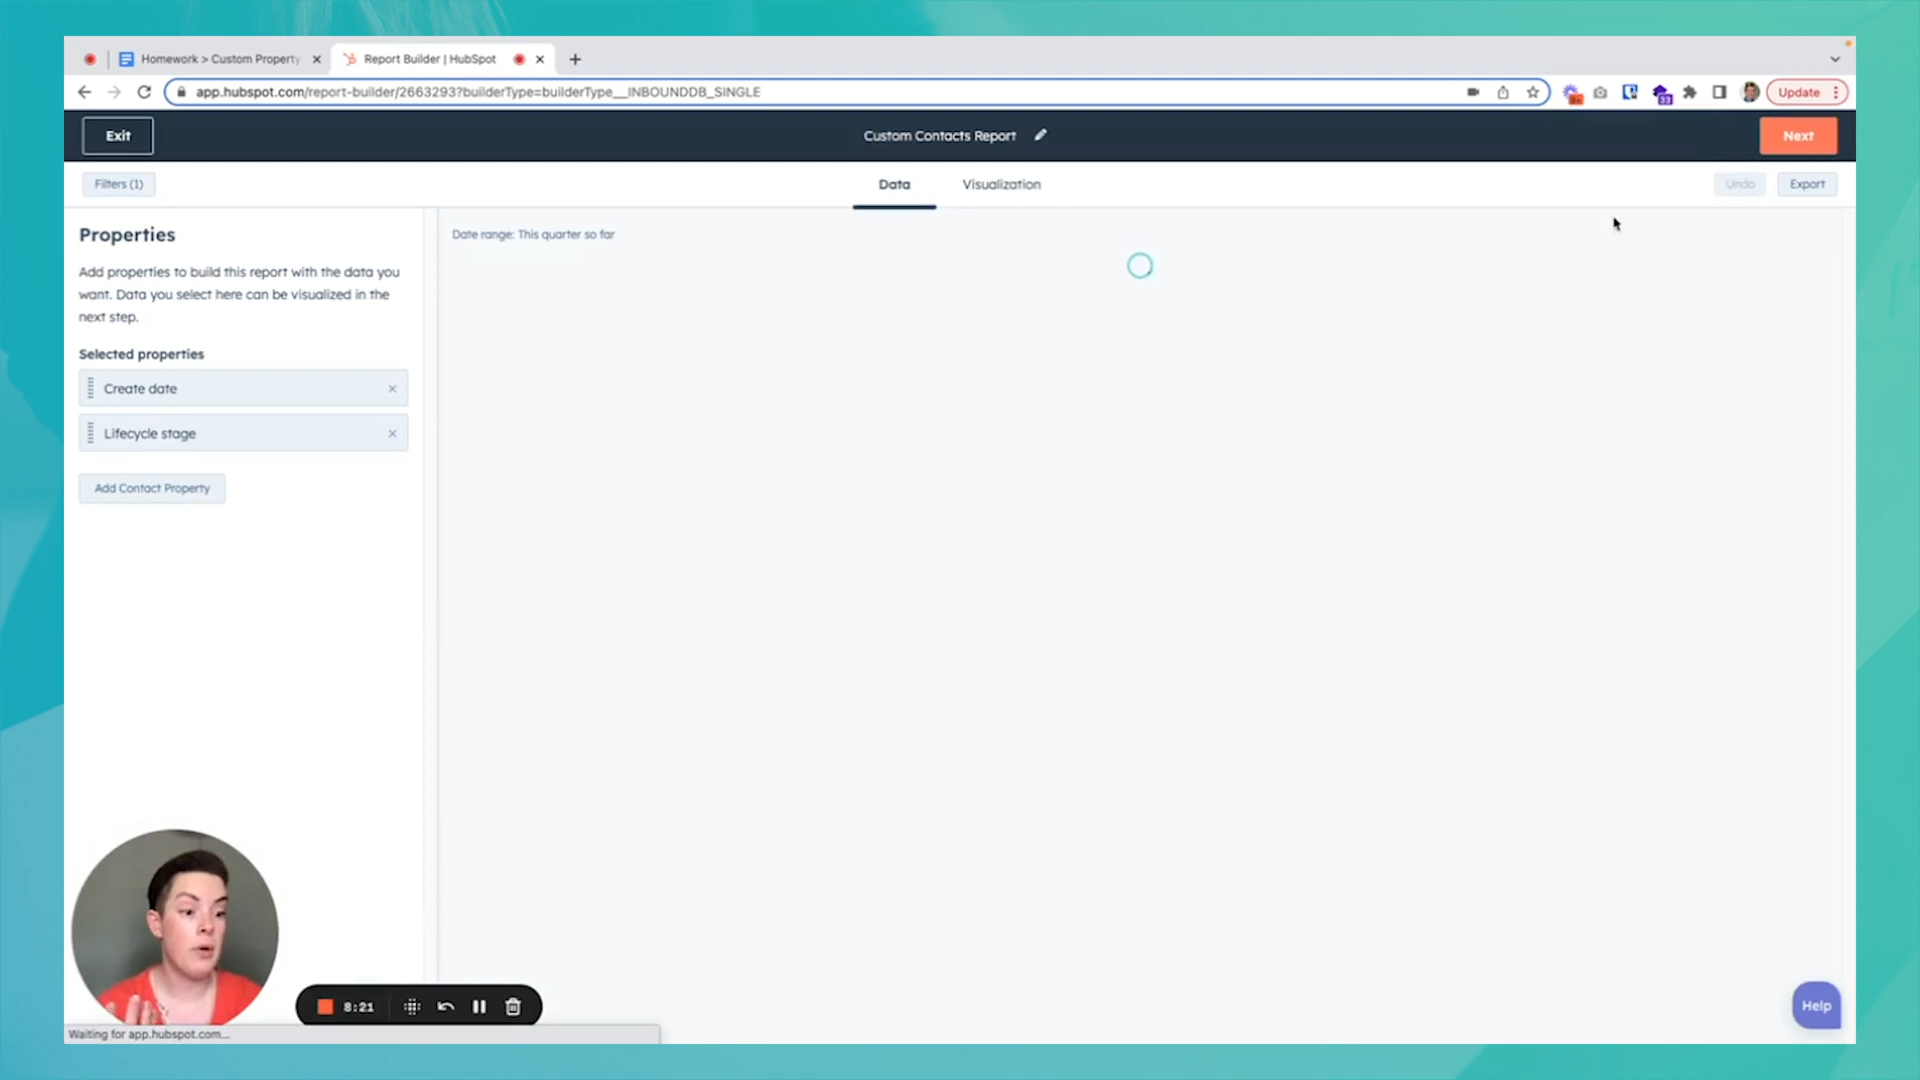 Homework > Custom Property
Report Builder | HubSpot
app.hubspot.com/report-builder/2663293?builderType=builderType__INBOUNDDB_SINGLE
Update
Exit
Custom Contacts Report
Next
Filters (1)
Data
Visualization
Undo
Export
Properties
Add properties to build this report with the data you
want. Data you select here can be visualized in the
next step.
Selected properties
Create date
Lifecycle stage
Add Contact Property
Date range: This quarter so far
8:21
Help
Waiting for app.hubspot.com...